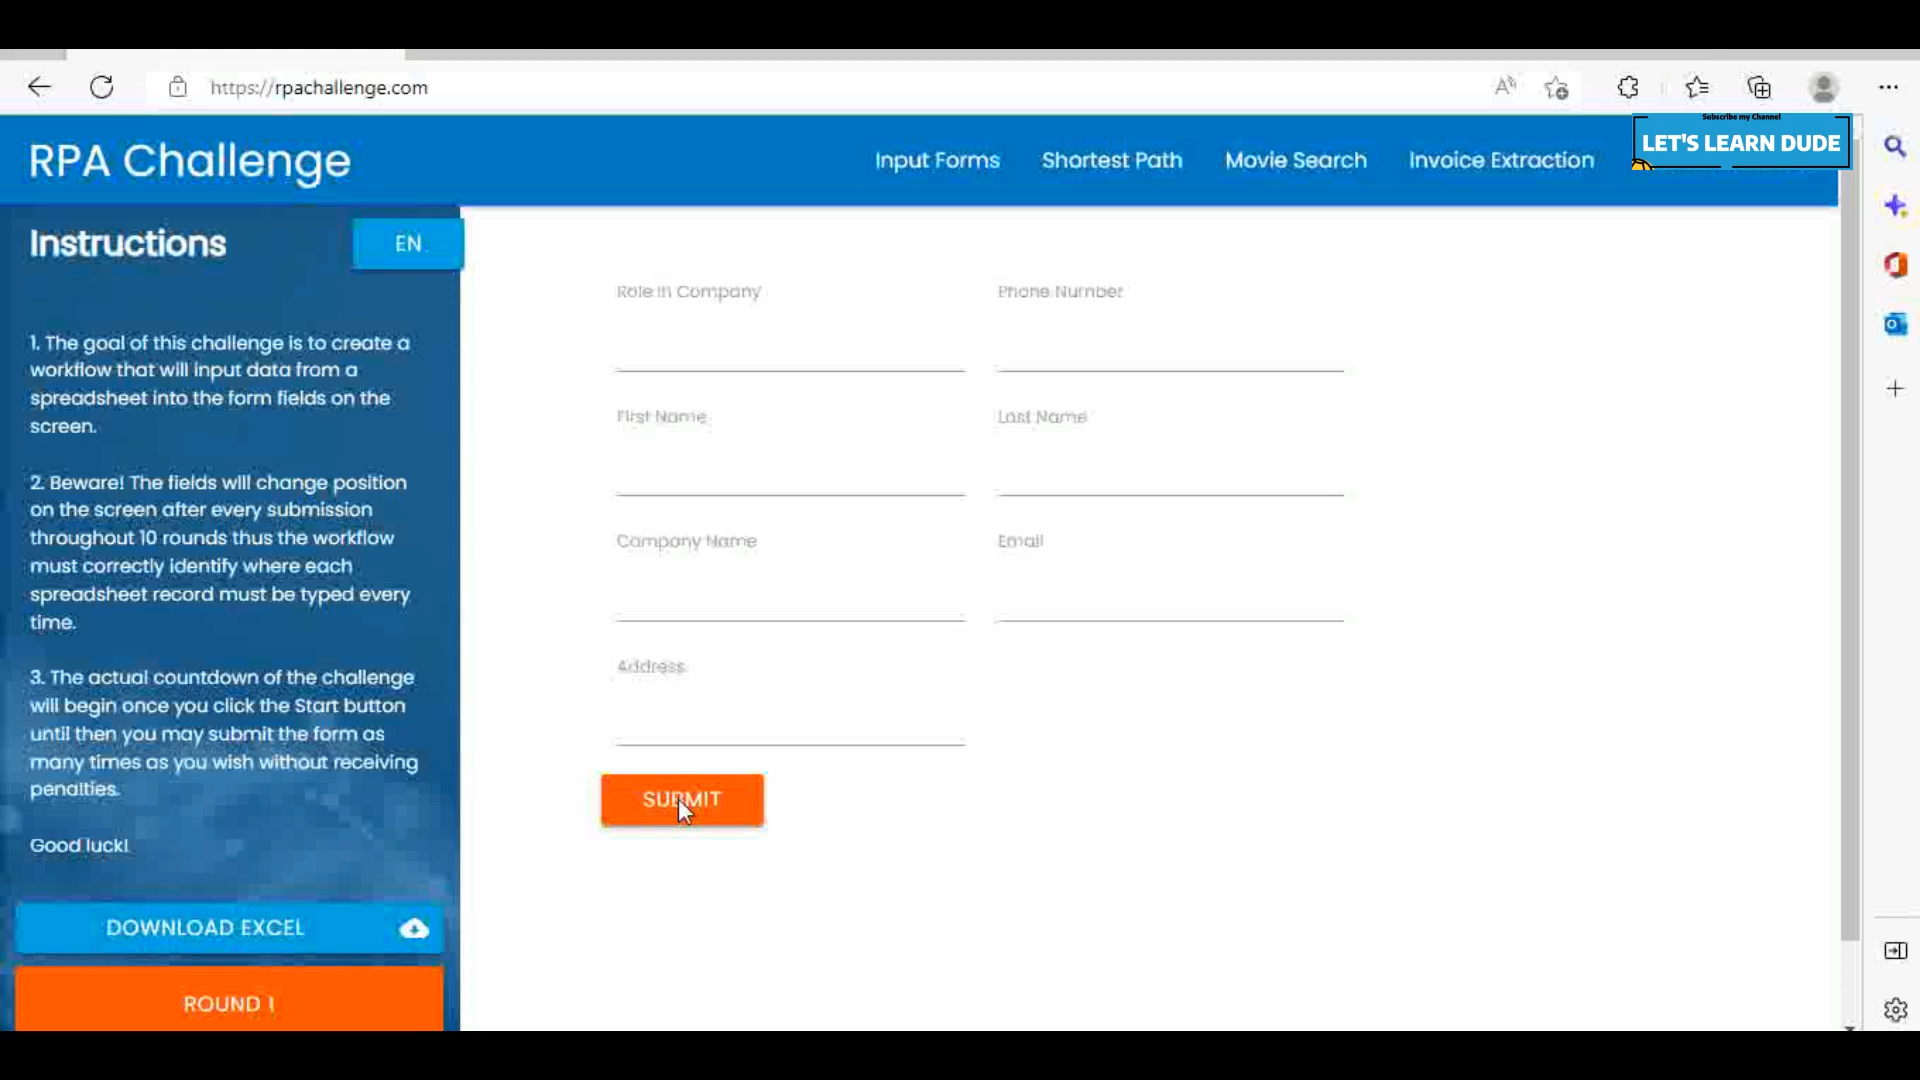 https://rpachallenge.com
Subscribe my Channel
LET'S LEARN DUDE
RPA Challenge
Input Forms
Shortest Path
Movie Search
Invoice Extraction
Instructions
EN
1. The goal of this challenge is to create a
workflow that will input data from a
spreadsheet into the form fields on the
screen.
2. Beware! The fields will change position
on the screen after every submission
throughout 10 rounds thus the workflow
must correctly identify where each
spreadsheet record must be typed every
time.
3. The actual countdown of the challenge
will begin once you click the Start button
until then you may submit the form as
many times as you wish without receiving
penalties.
Good luck!
DOWNLOAD EXCEL
ROUND 1
Role in Company
Phone Number
First Name
Last Name
Company Name
Email
Address
SUBMIT